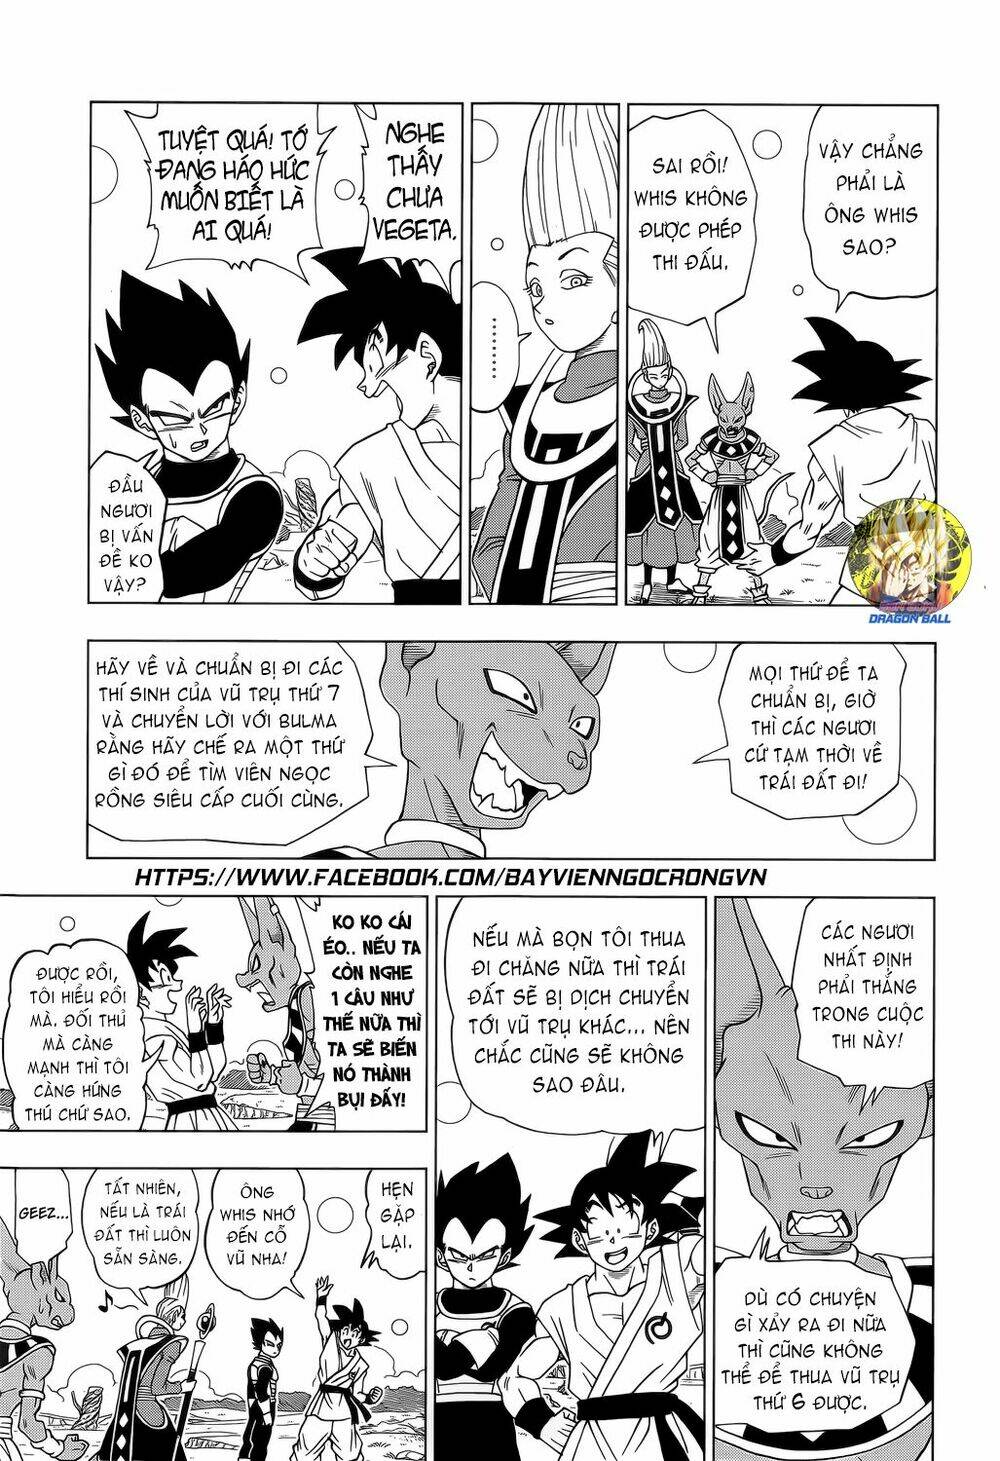 VẬY CHẲNG
PHẢI LÀ
ÔNG WHIS
SAO?
SAI RỒI!
WHIS KHÔNG
ĐƯỢC PHÉP
THI ĐẤU.
..........
NGHE
THẤY
CHƯA
VEGETA.
TUYỆT QUÁ! TỚ
ĐANG HÁO HỨC
MUỐN BIẾT LÀ
AI QUÁ!
ĐẦU
NGƯƠI
BỊ VẤN
ĐỀ KO
VẬY?
DRAGON BALL
MỌI THỨ ĐỂ TA
CHUẨN BỊ, GIỜ
THÌ CÁC NGƯƠI
CỨ TẠM THỜI VỀ
TRÁI ĐẤT ĐI!
HÃY VỀ VÀ CHUẨN BỊ ĐI CÁC
THÍ SINH CỦA VŨ TRỤ THỨ 7
VÀ CHUYỂN LỜI VỚI BULMA
RẰNG HÃY CHẾ RA MỘT THỨ
GÌ ĐÓ ĐỂ TÌM VIÊN NGỌC
RỒNG SIÊU CẤP CUỐI CÙNG.
HTTPS://WWW.FACEBOOK.COM/BAYVIENNGOCRONGVN
CÁC NGƯƠI
NHẤT ĐỊNH
PHẢI THẮNG
TRONG CUỘC
THI NÀY!
DÙ CÓ CHUYỆN
GÌ XẢY RA ĐI NỮA
THÌ CŨNG KHÔNG
THỂ ĐỂ THUA VŨ TRỤ
THỨ 6 ĐƯỢC.
NẾU MÀ BỌN TÔI THUA
ĐI CHĂNG NỮA THÌ TRÁI
ĐẤT SẼ BỊ DỊCH CHUYỂN
TỚI VŨ TRỤ KHÁC... NÊN
CHẮC CŨNG SẼ KHÔNG
SAO ĐÂU.
KO KO CÁI
ÉO.. NẾU TA
CÒN NGHE
1 CÂU NHƯ
THẾ NỮA THÌ
TA SẼ BIẾN
NÓ THÀNH
BỤI ĐẤY!
ĐƯỢC RỒI,
TÔI HIỂU RỒI
MÀ. ĐỐI THỦ
MÀ CÀNG
MẠNH THÌ TÔI
CÀNG HỨNG
THÚ CHỨ SAO.
HẸN
GẶP
LẠI.
ÔNG
WHIS NHỚ
ĐẾN CỔ
VŨ NHA!
TẤT NHIÊN,
NẾU LÀ TRÁI
ĐẤT THÌ LUÔN
SẴN SÀNG.
GEEZ...